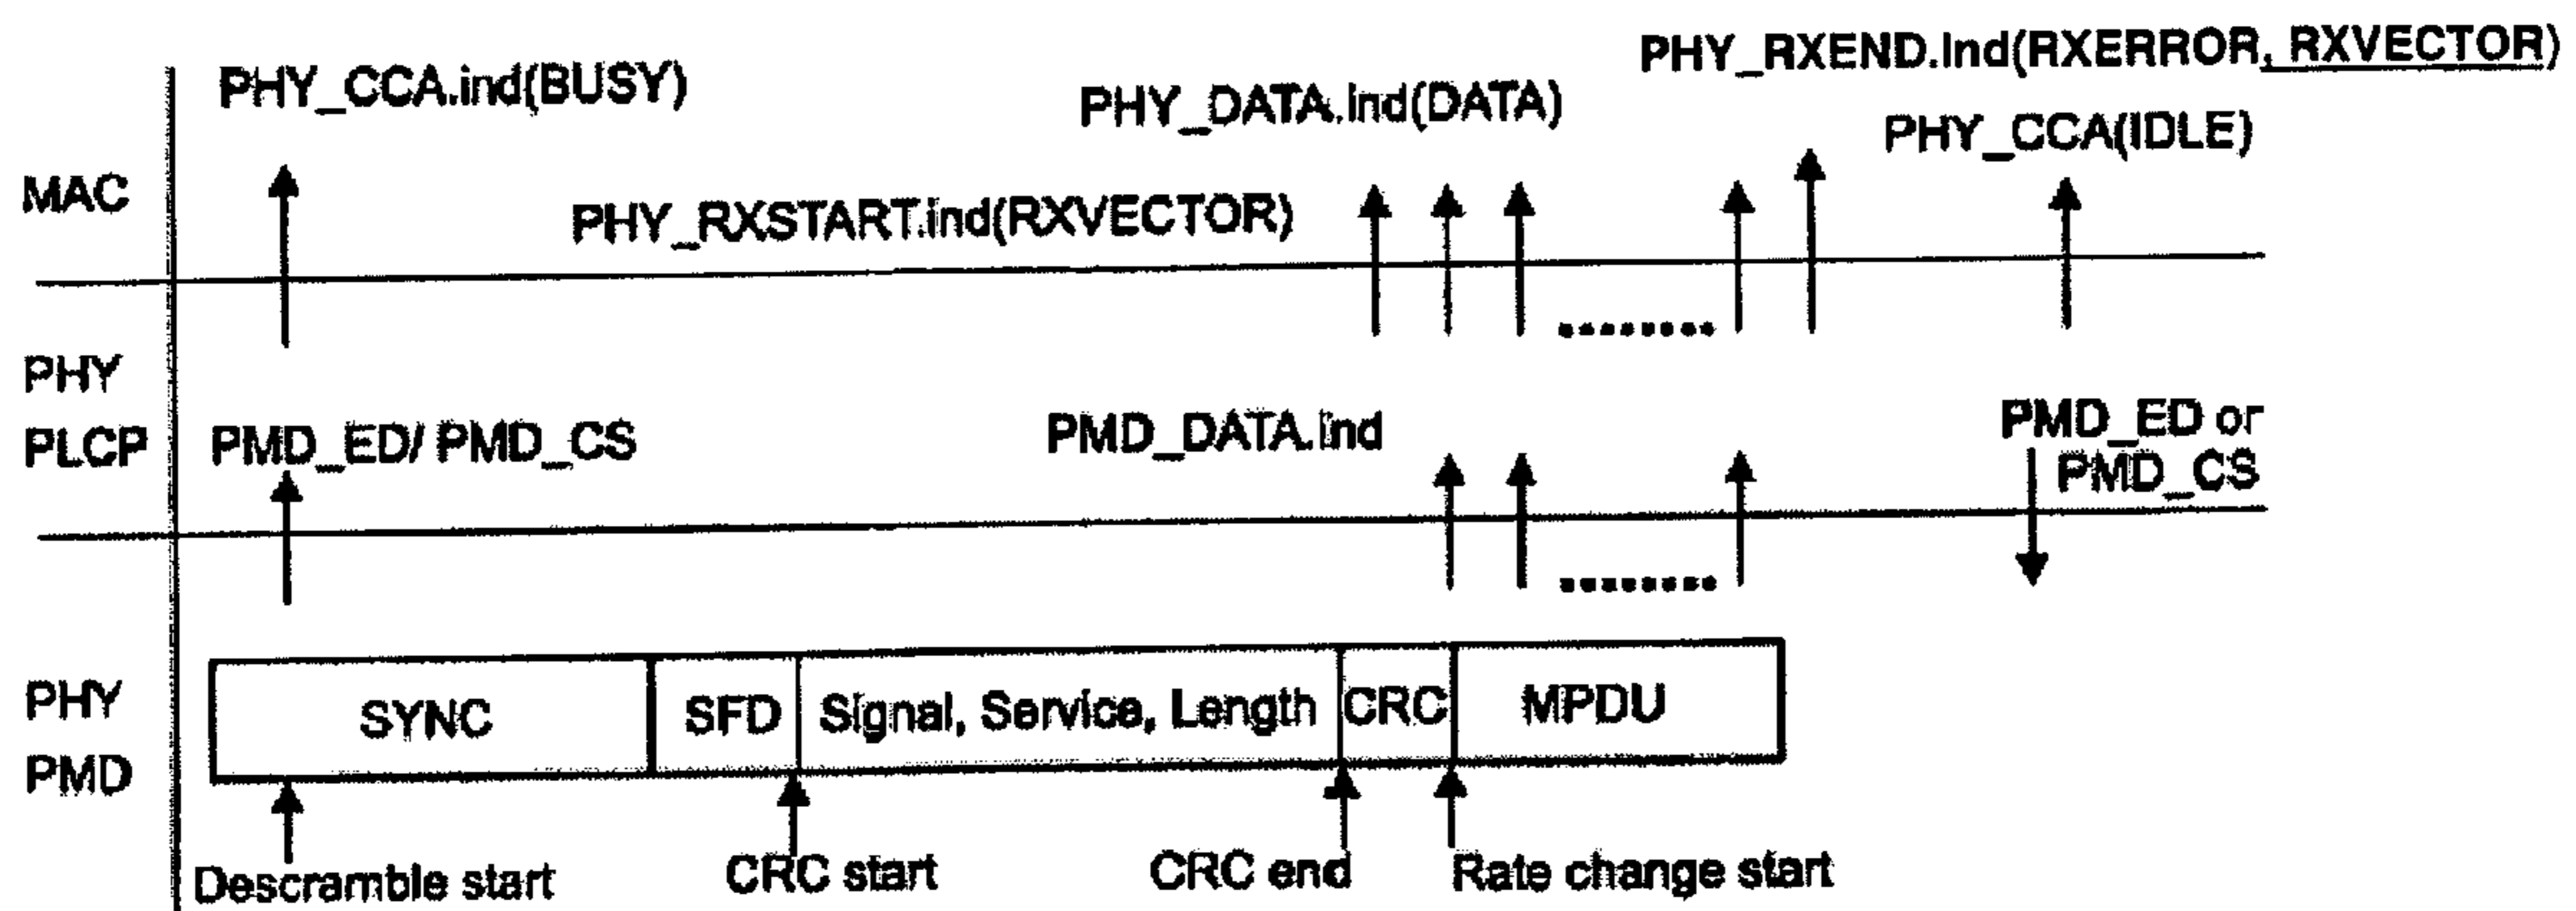 PHY_RXEND.Ind(RXERROR, RXVECTOR)
PHY_CCA.ind(BUSY)
PHY_DATA.Ind(DATA)
PHY_CCA(IDLE)
MAC
PHY_RXSTART.ind(RXVECTOR)
PHY
PLCP
PMD_ED/ PMD_CS
PMD_DATA.Ind
PMD_ED or
PMD_CS
PHY
PMD
SYNC
SFD
Signal, Service, Length
CRC
MPDU
Descramble start
CRC start
CRC end
Rate change start